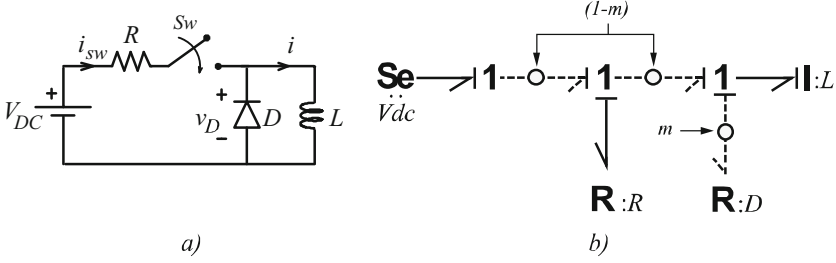 i_sw R Sw i
+
V_DC
+
v_D D L
−
a)
(1-m)
Se 1 1 1 I :L
Vdc
m
R :R R :D
b)